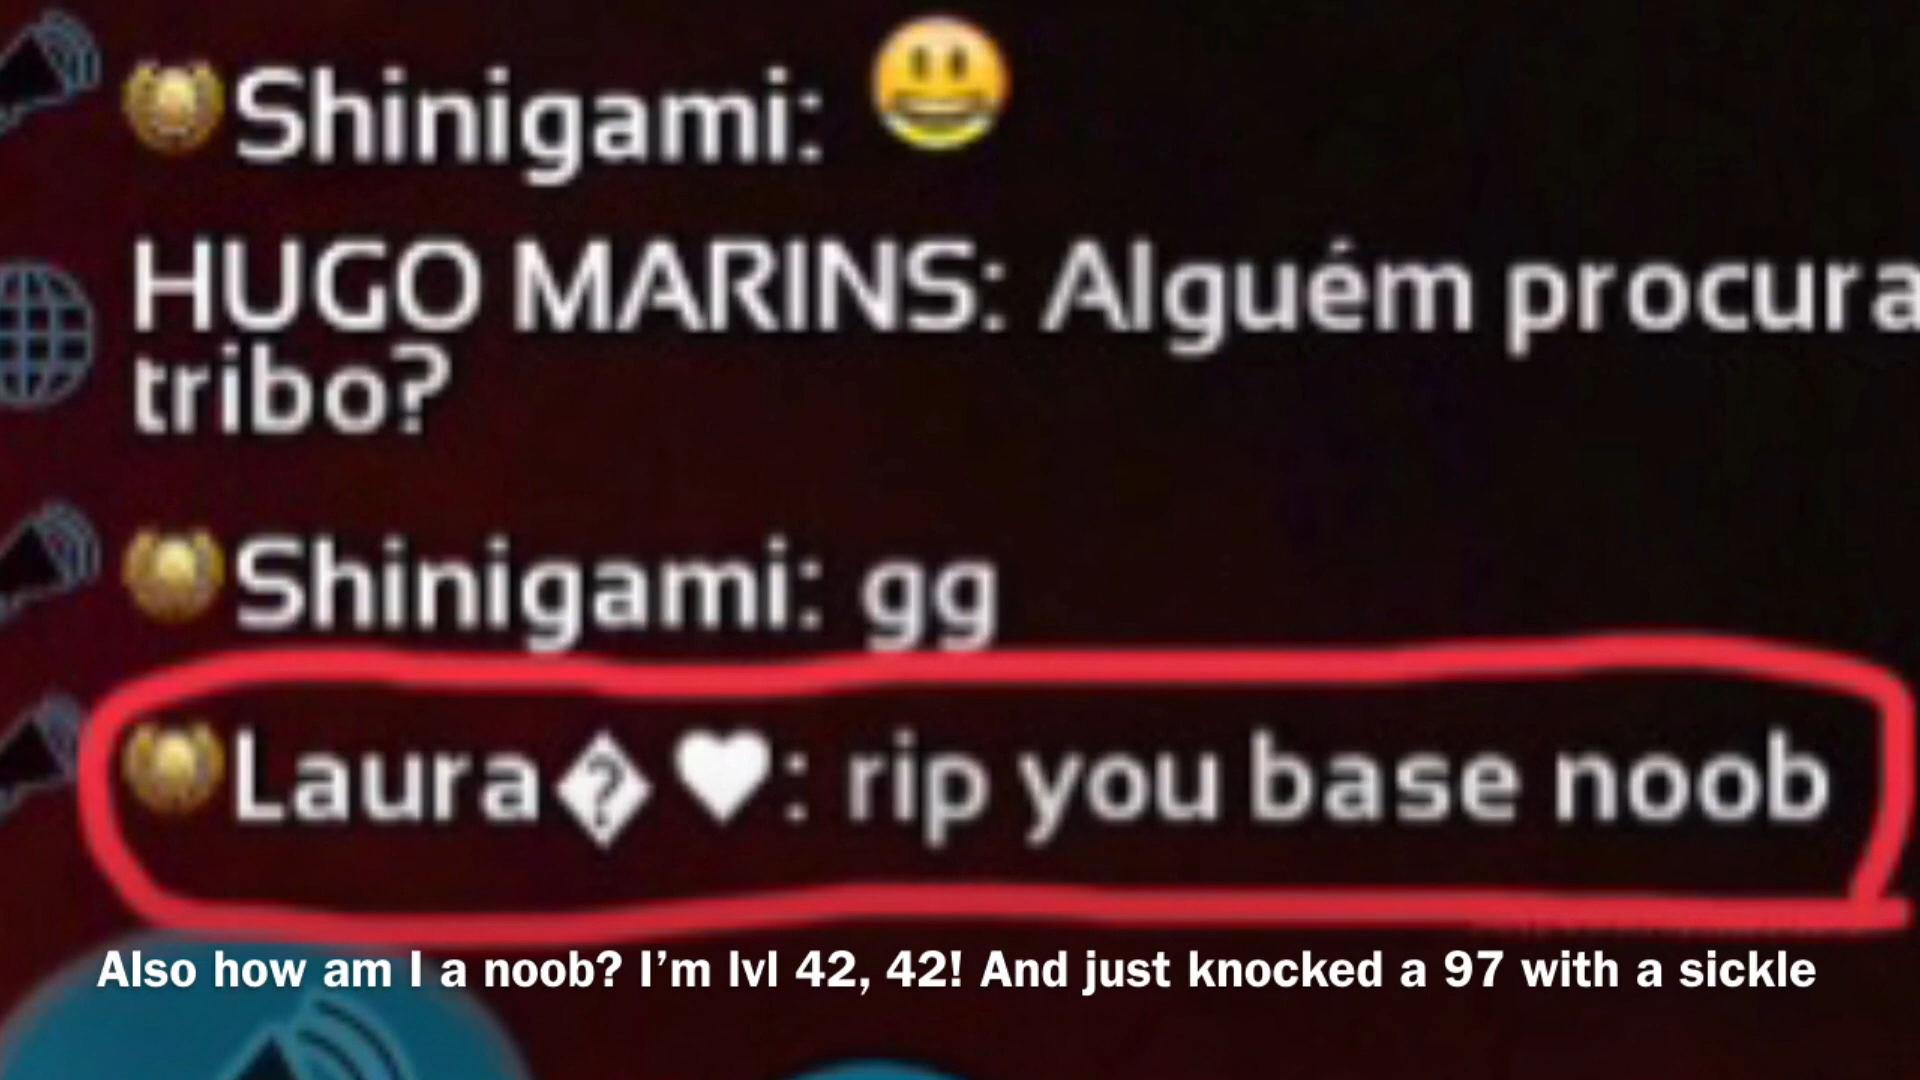 Shinigami: 😃
HUGO MARINS: Alguém procura
tribo?
Shinigami: gg
Laura�♥: rip you base noob
Also how am I a noob? I'm lvl 42, 42! And just knocked a 97 with a sickle